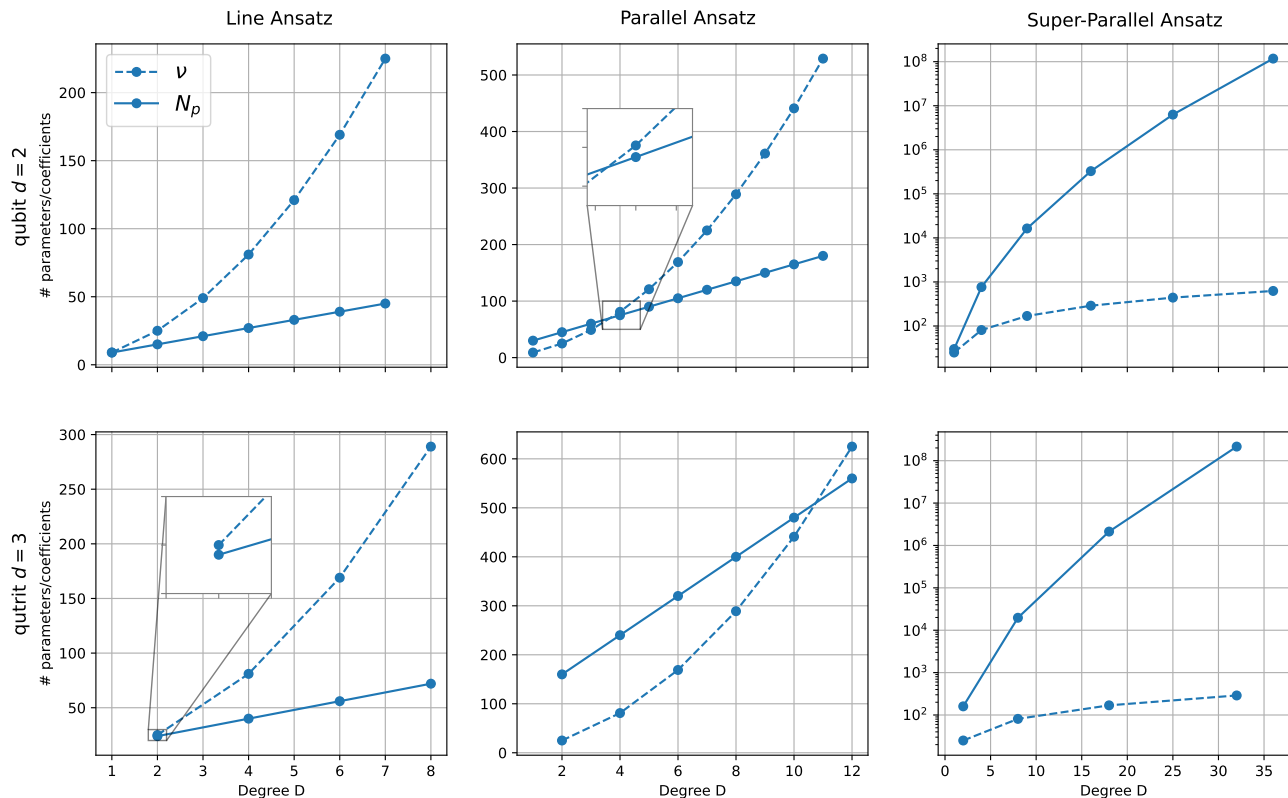 Line Ansatz
Parallel Ansatz
Super-Parallel Ansatz
qubit d = 2
# parameters/coefficients
ν
N_p
200
150
100
50
0
500
400
300
200
100
0
10^8
10^7
10^6
10^5
10^4
10^3
10^2
qutrit d = 3
# parameters/coefficients
300
250
200
150
100
50
1 2 3 4 5 6 7 8
Degree D
600
500
400
300
200
100
0
2 4 6 8 10 12
Degree D
10^8
10^7
10^6
10^5
10^4
10^3
10^2
0 5 10 15 20 25 30 35
Degree D